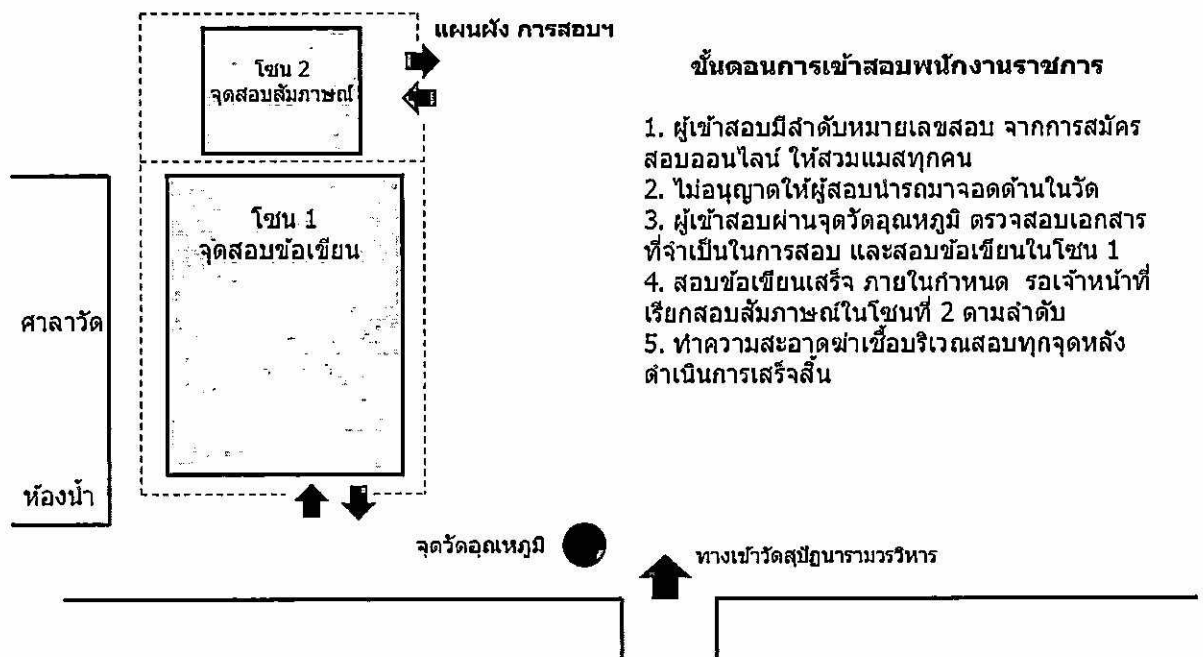 แผนผัง การสอบฯ
โซน 2
จุดสอบสัมภาษณ์
โซน 1
จุดสอบข้อเขียน
ศาลาวัด
ห้องน้ำ
จุดวัดอุณหภูมิ
ทางเข้าวัดสุปัฏนารามวรวิหาร
ขั้นตอนการเข้าสอบพนักงานราชการ
1. ผู้เข้าสอบมีลำดับหมายเลขสอบ จากการสมัคร
สอบออนไลน์ ให้สวมแมสทุกคน
2. ไม่อนุญาตให้ผู้สอบนำรถมาจอดด้านในวัด
3. ผู้เข้าสอบผ่านจุดวัดอุณหภูมิ ตรวจสอบเอกสาร
ที่จำเป็นในการสอบ และสอบข้อเขียนในโซน 1
4. สอบข้อเขียนเสร็จ ภายในกำหนด รอเจ้าหน้าที่
เรียกสอบสัมภาษณ์ในโซนที่ 2 ตามลำดับ
5. ทำความสะอาดฆ่าเชื้อบริเวณสอบทุกจุดหลัง
ดำเนินการเสร็จสิ้น